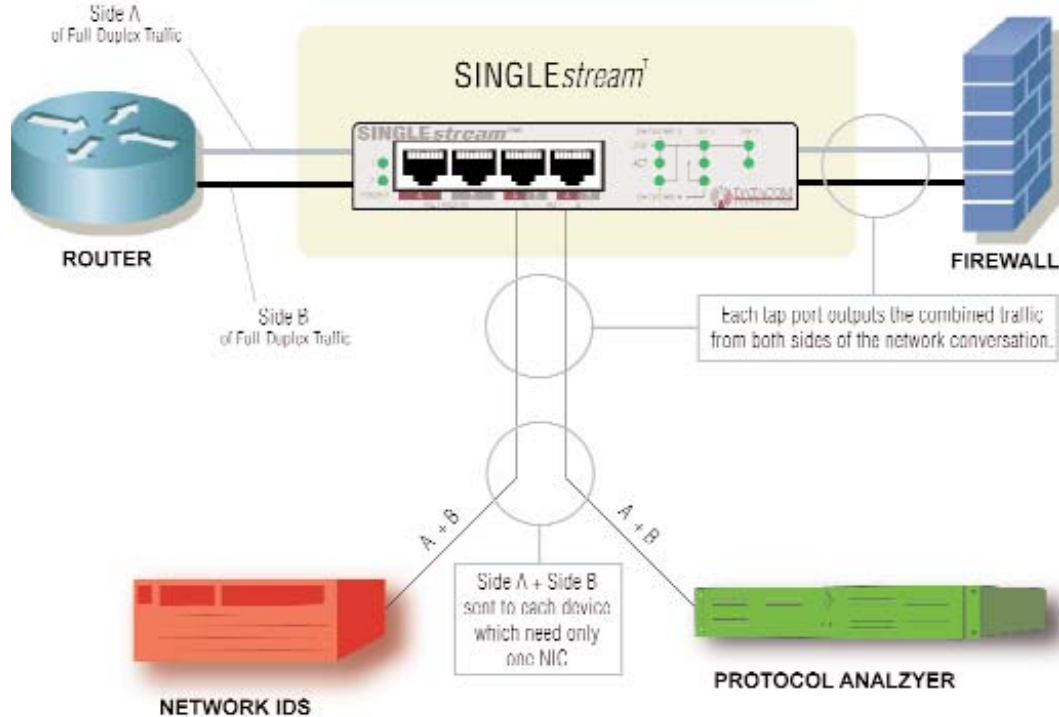 Side A
of Full Duplex Traffic
SINGLEstream
SINGLEstream
DATACOM
ROUTER
FIREWALL
Side B
of Full Duplex Traffic
Each tap port outputs the combined traffic
from both sides of the network conversation.
A + B
A + B
Side A + Side B
sent to each device
which need only
one NIC
NETWORK IDS
PROTOCOL ANALZYER